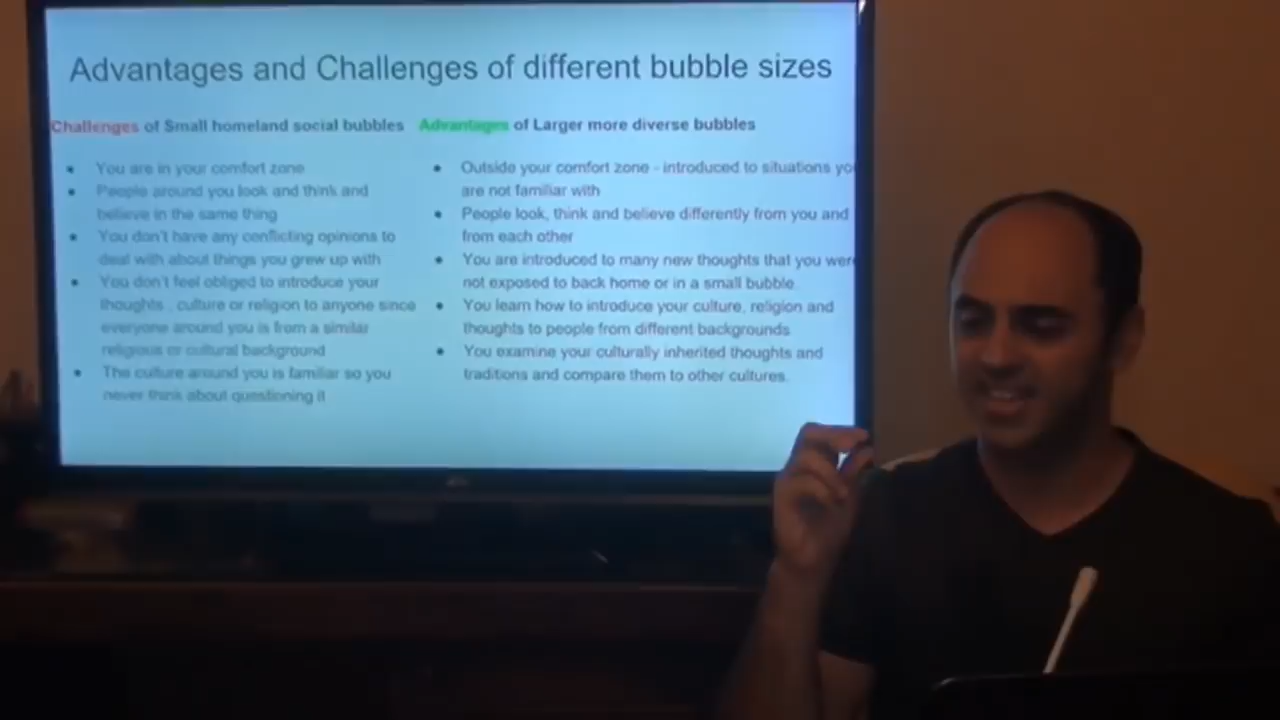 Advantages and Challenges of different bubble sizes
Challenges of Small homeland social bubbles
• You are in your comfort zone
• People around you look and think and
believe in the same thing
• You don't have any conflicting opinions to
deal with about things you grew up with
• You don't feel obliged to introduce your
thoughts , culture or religion to anyone since
everyone around you is from a similar
religious or cultural background
• The culture around you is familiar so you
never think about questioning it
Advantages of Larger more diverse bubbles
• Outside your comfort zone - introduced to situations yo
are not familiar with
• People look, think and believe differently from you and
from each other
• You are introduced to many new thoughts that you were
not exposed to back home or in a small bubble.
• You learn how to introduce your culture, religion and
thoughts to people from different backgrounds
• You examine your culturally inherited thoughts and
traditions and compare them to other cultures.